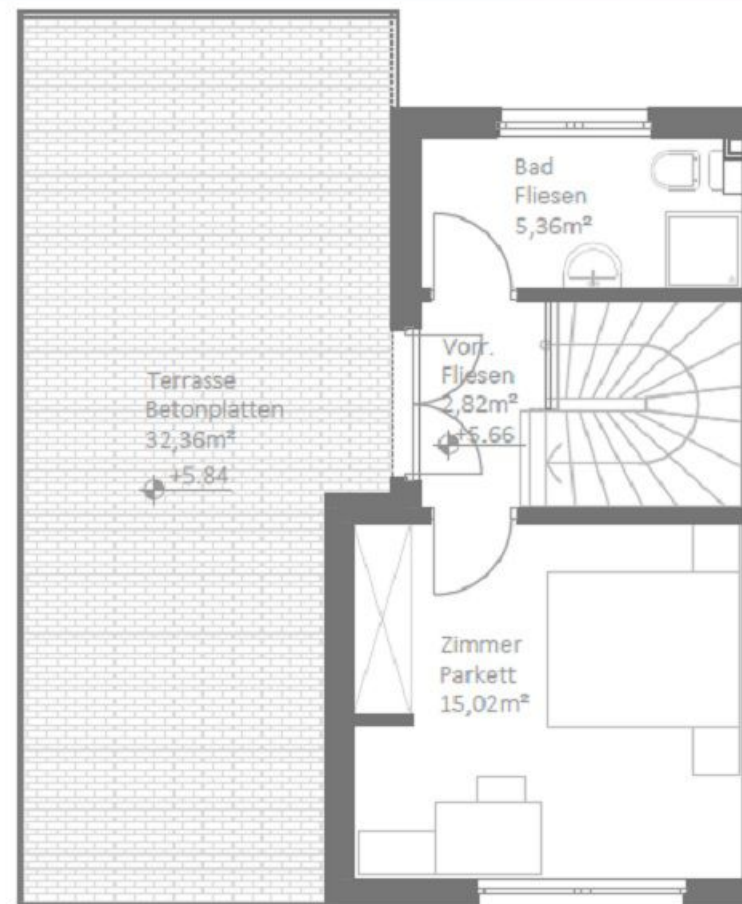 Bad
Fliesen
5,36m²
Vorr.
Fliesen
2,82m²
+5.66
Terrasse
Betonplatten
32,36m²
+5.84
Zimmer
Parkett
15,02m²